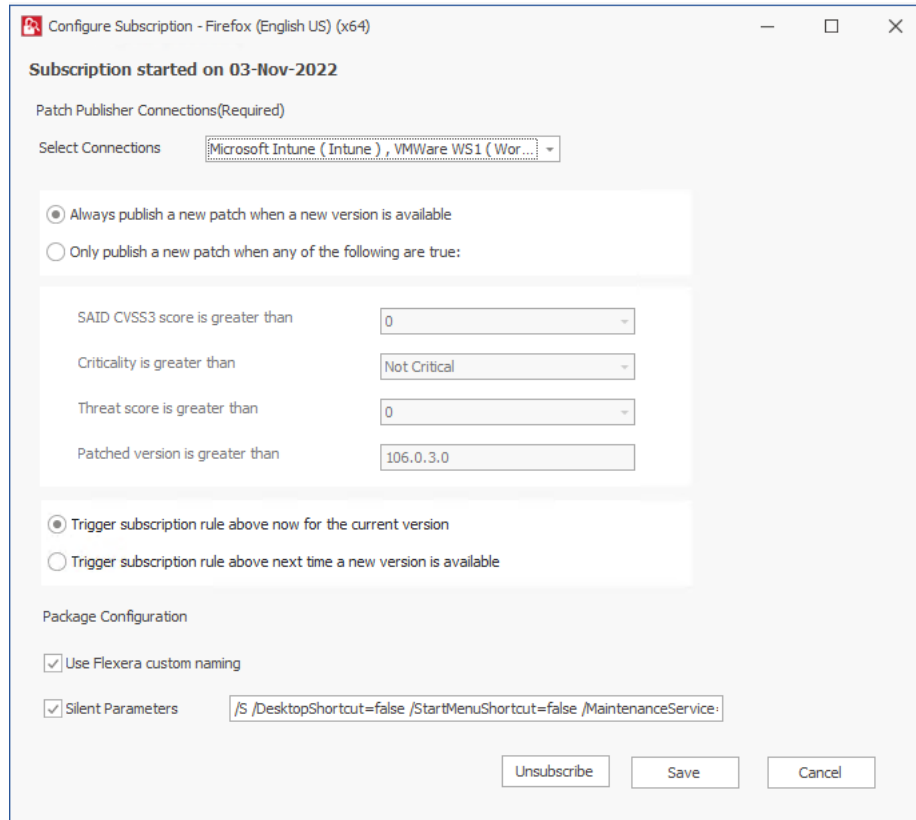 Configure Subscription - Firefox (English US) (x64)
Subscription started on 03-Nov-2022
Patch Publisher Connections(Required)
Select Connections Microsoft Intune ( Intune ) , VMWare WS1 ( Wor...
Always publish a new patch when a new version is available
Only publish a new patch when any of the following are true:
SAID CVSS3 score is greater than 0
Criticality is greater than Not Critical
Threat score is greater than 0
Patched version is greater than 106.0.3.0
Trigger subscription rule above now for the current version
Trigger subscription rule above next time a new version is available
Package Configuration
Use Flexera custom naming
Silent Parameters /S /DesktopShortcut=false /StartMenuShortcut=false /MaintenanceService=
Unsubscribe Save Cancel